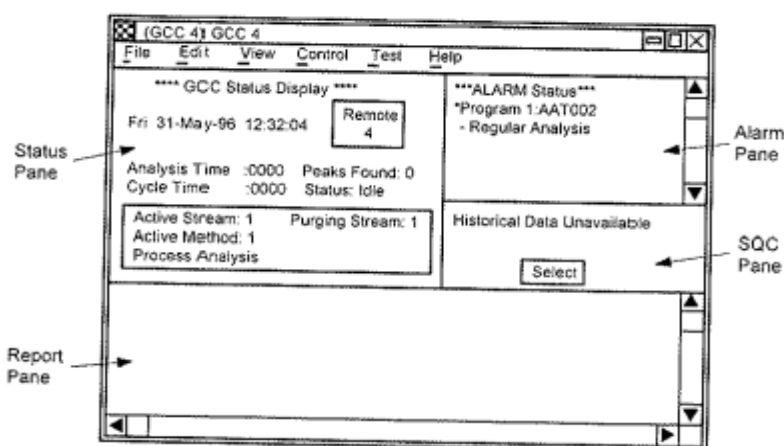 (GCC 4) GCC 4
File Edit View Control Test Help
**** GCC Status Display ****
Fri 31-May-96 12:32:04
Remote
4
Analysis Time :0000 Peaks Found: 0
Cycle Time :0000 Status: Idle
Active Stream: 1 Purging Stream: 1
Active Method: 1
Process Analysis
***ALARM Status***
*Program 1:AAT002
- Regular Analysis
Historical Data Unavailable
Select
Status
Pane
Alarm
Pane
SQC
Pane
Report
Pane